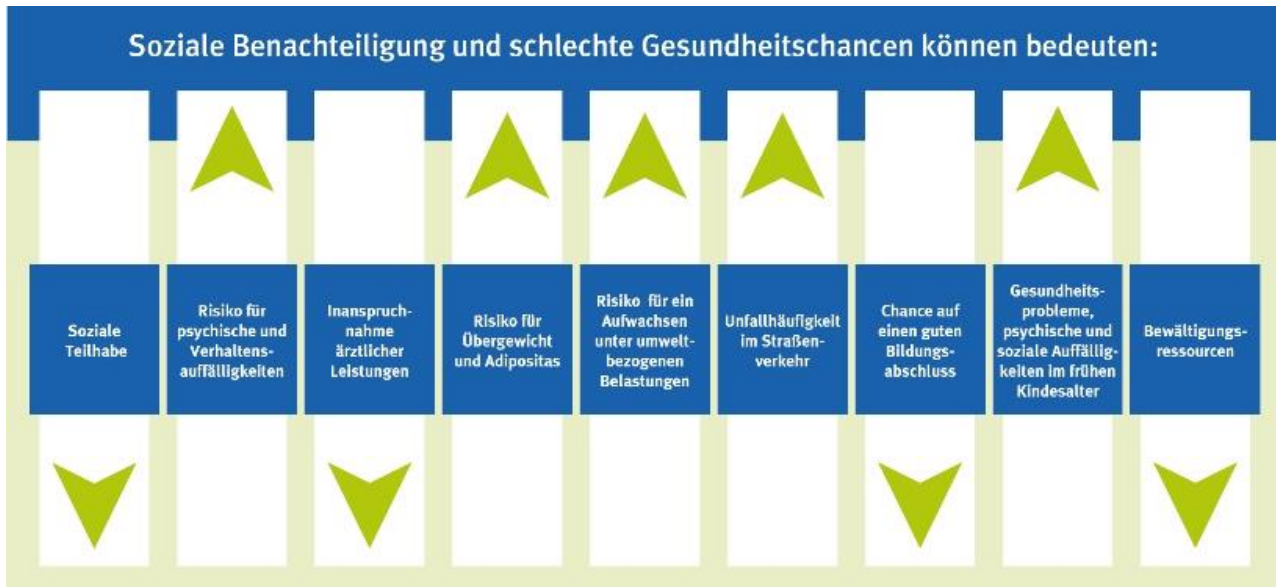 Soziale Benachteiligung und schlechte Gesundheitschancen können bedeuten:
Soziale
Teilhabe
Risiko für
psychische und
Verhaltens-
auffälligkeiten
Inanspruch-
nahme
ärztlicher
Leistungen
Risiko für
Übergewicht
und Adipositas
Risiko für ein
Aufwachsen
unter umwelt-
bezogenen
Belastungen
Unfallhäufigkeit
im Straßen-
verkehr
Chance auf
einen guten
Bildungs-
abschluss
Gesundheits-
probleme,
psychische und
soziale Auffällig-
keiten im frühen
Kindesalter
Bewältigungs-
ressourcen